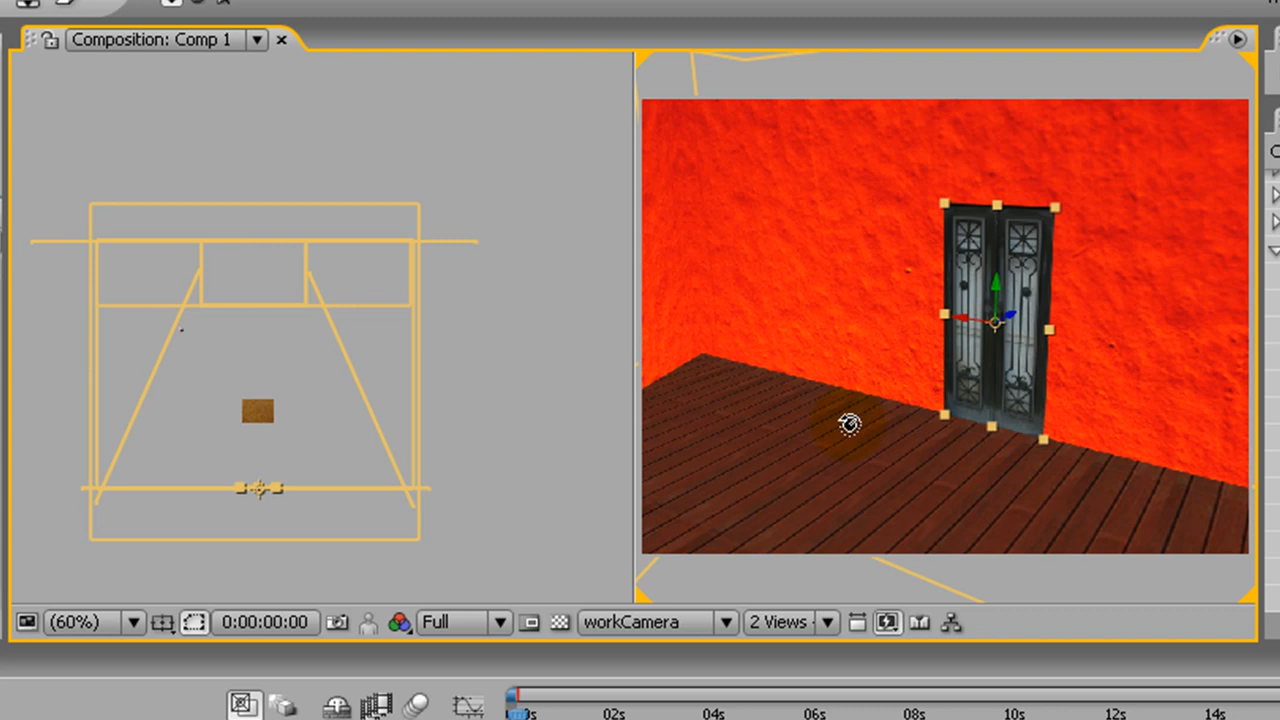 Composition: Comp 1
(60%) 0:00:00:00 Full workCamera 2 Views
02s 04s 06s 08s 10s 12s 14s